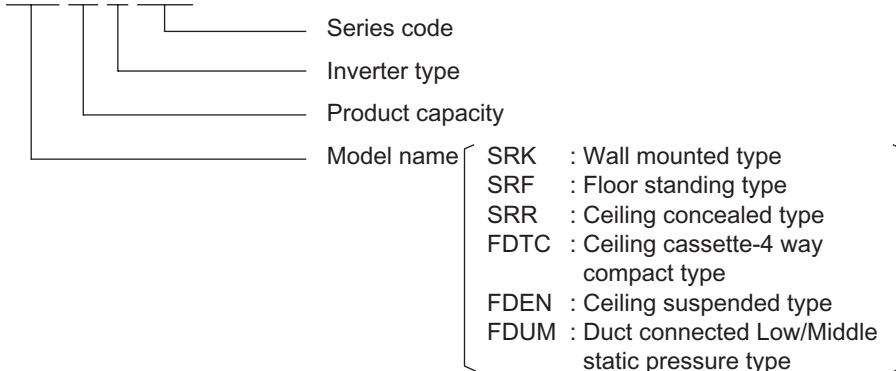 Series code
Inverter type
Product capacity
Model name
SRK : Wall mounted type
SRF : Floor standing type
SRR : Ceiling concealed type
FDTC : Ceiling cassette-4 way
compact type
FDEN : Ceiling suspended type
FDUM : Duct connected Low/Middle
static pressure type